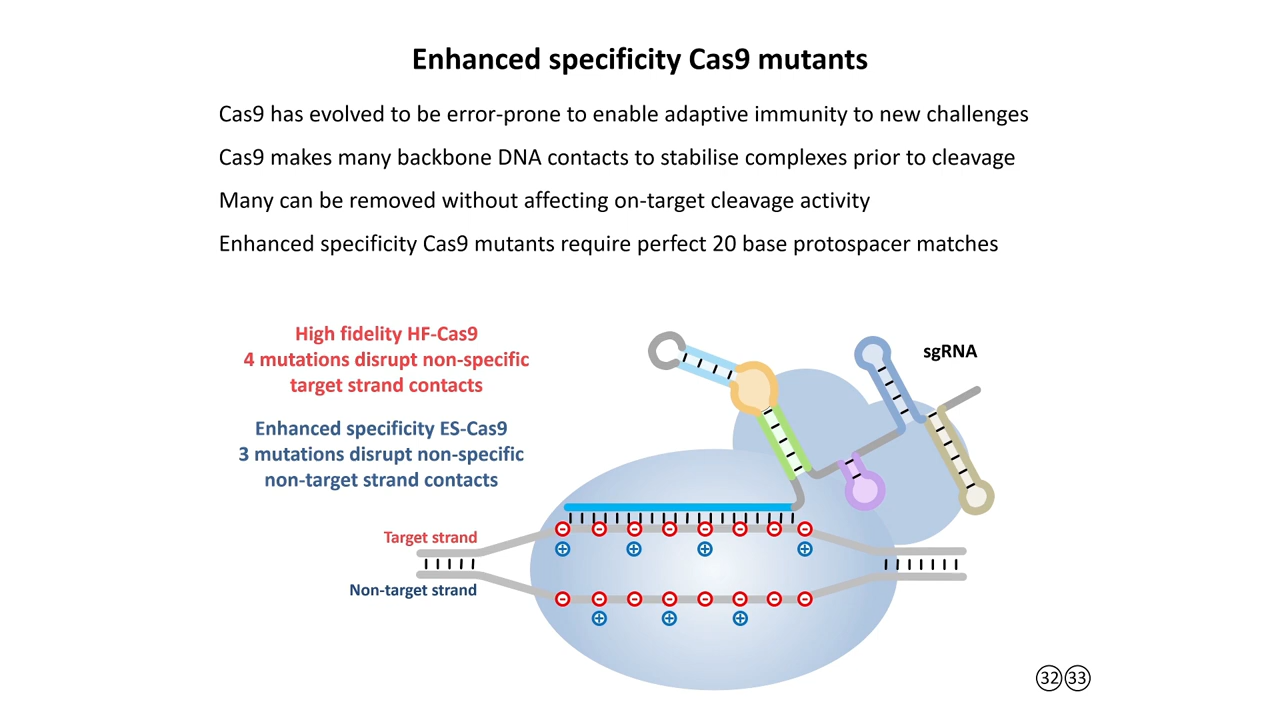 Enhanced specificity Cas9 mutants
Cas9 has evolved to be error-prone to enable adaptive immunity to new challenges
Cas9 makes many backbone DNA contacts to stabilise complexes prior to cleavage
Many can be removed without affecting on-target cleavage activity
Enhanced specificity Cas9 mutants require perfect 20 base protospacer matches
High fidelity HF-Cas9
4 mutations disrupt non-specific
target strand contacts
Enhanced specificity ES-Cas9
3 mutations disrupt non-specific
non-target strand contacts
sgRNA
Target strand
- - - - - - - -
+ + + +
Non-target strand
- - - - - - - -
+ + +
32 33